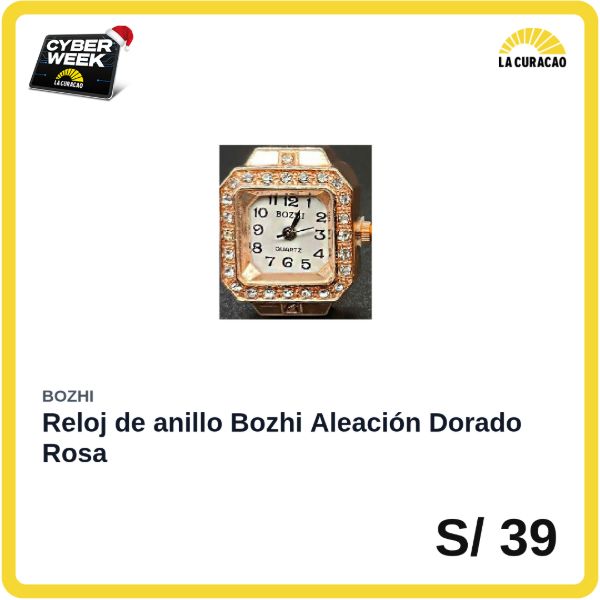 CYBER
WEEK
LA CURACAO
LA CURACAO
11 12 1
10 BOZHI 2
9 3
8 QUARTZ 4
7 6 5
BOZHI
Reloj de anillo Bozhi Aleación Dorado
Rosa
S/ 39